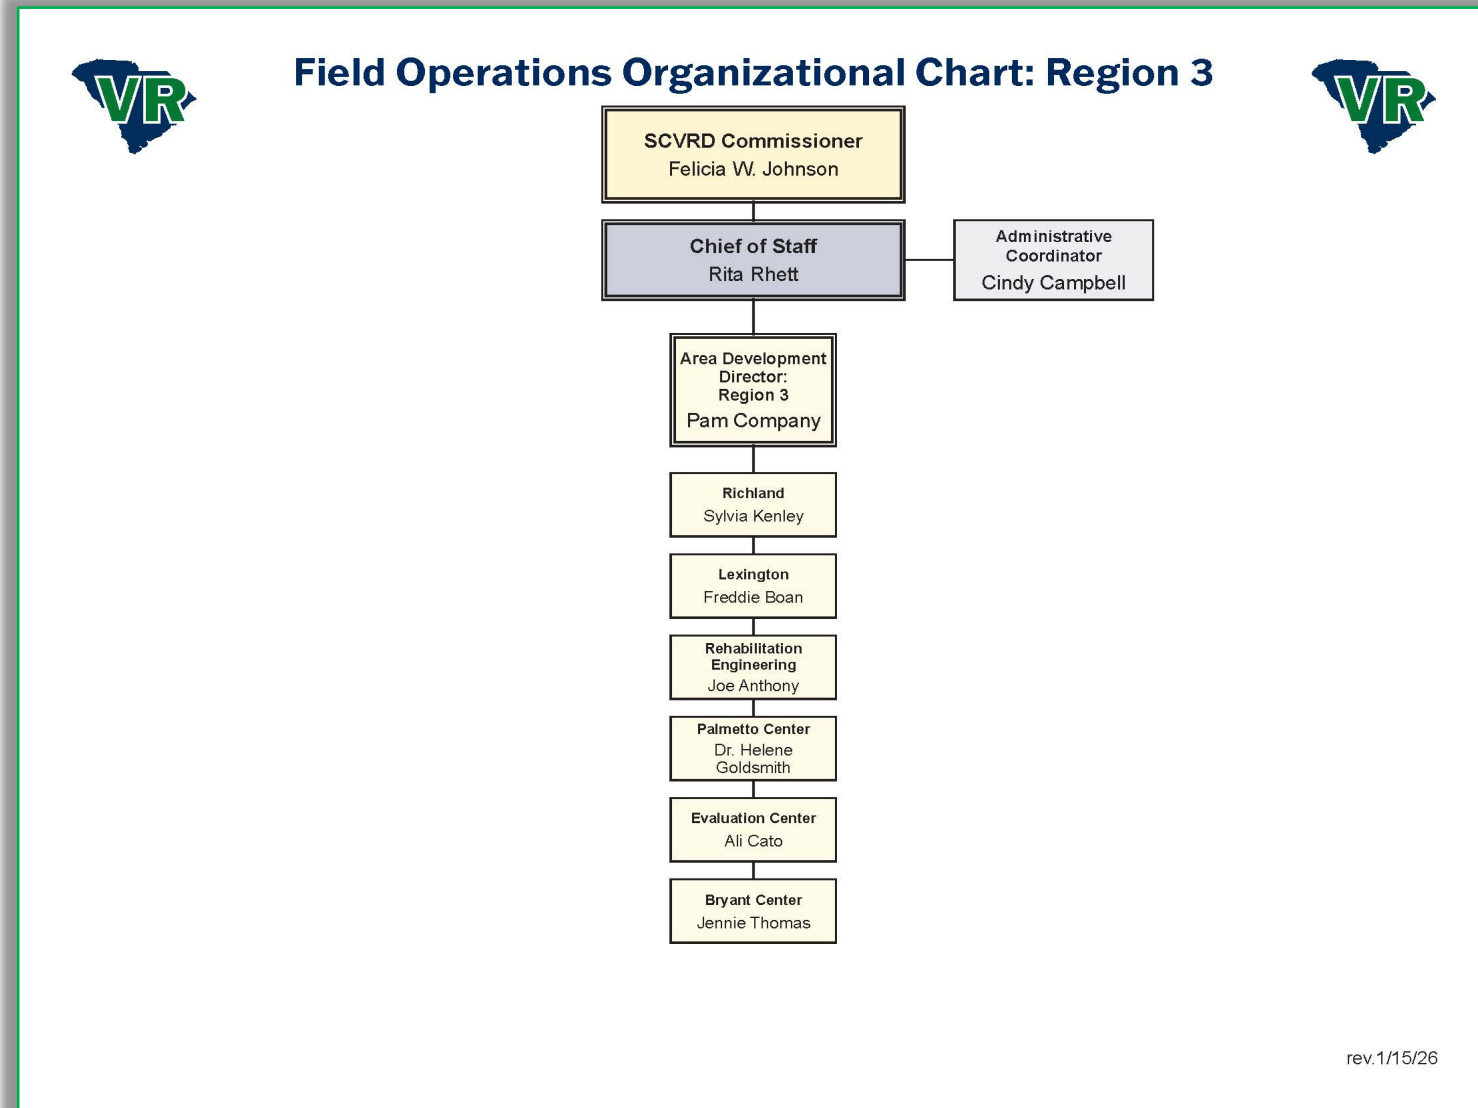 VR
Field Operations Organizational Chart: Region 3
VR
SCVRD Commissioner
Felicia W. Johnson
Chief of Staff
Rita Rhett
Administrative
Coordinator
Cindy Campbell
Area Development
Director:
Region 3
Pam Company
Richland
Sylvia Kenley
Lexington
Freddie Boan
Rehabilitation
Engineering
Joe Anthony
Palmetto Center
Dr. Helene
Goldsmith
Evaluation Center
Ali Cato
Bryant Center
Jennie Thomas
rev.1/15/26